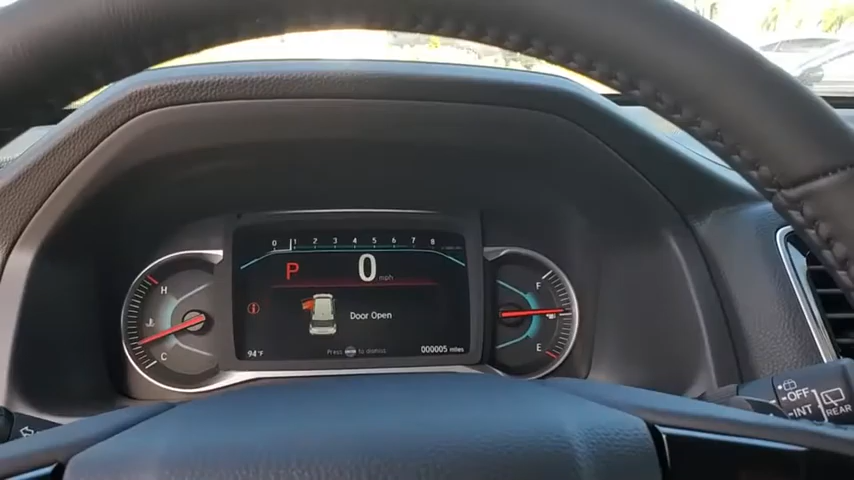 0 1 2 3 4 5 6 7 8
P 0 mph
H
F
Door Open
C
E
94°F
Press ENTER to dismiss
000005 miles
OFF
INT
REAR